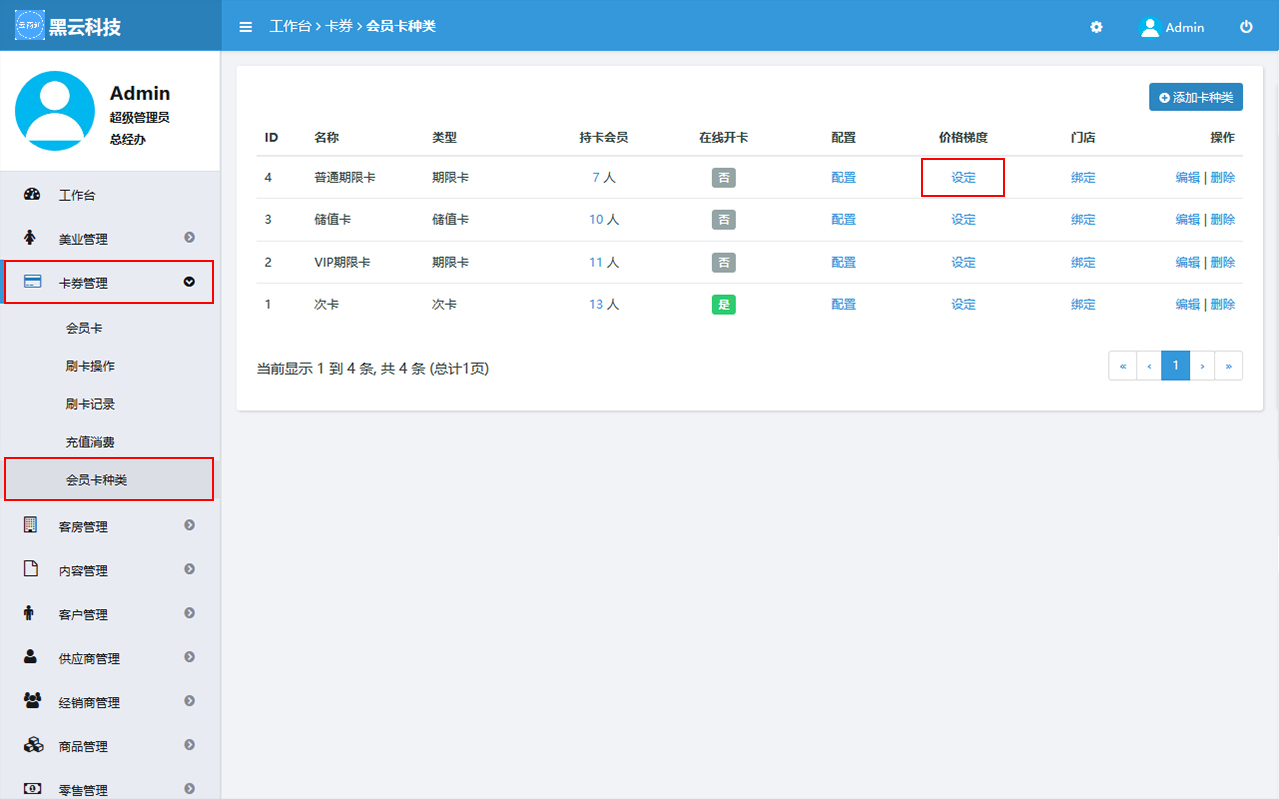 黑云科技
工作台 › 卡券 › 会员卡种类
Admin
Admin
超级管理员
总经办
工作台
美业管理
卡券管理
会员卡
刷卡操作
刷卡记录
充值消费
会员卡种类
客房管理
内容管理
客户管理
供应商管理
经销商管理
商品管理
零售管理
添加卡种类
ID 名称 类型 持卡会员 在线开卡 配置 价格梯度 门店 操作
4 普通期限卡 期限卡 7 人 否 配置 设定 绑定 编辑 | 删除
3 储值卡 储值卡 10 人 否 配置 设定 绑定 编辑 | 删除
2 VIP期限卡 期限卡 11 人 否 配置 设定 绑定 编辑 | 删除
1 次卡 次卡 13 人 是 配置 设定 绑定 编辑 | 删除
当前显示 1 到 4 条, 共 4 条 (总计1页)
« ‹ 1 › »